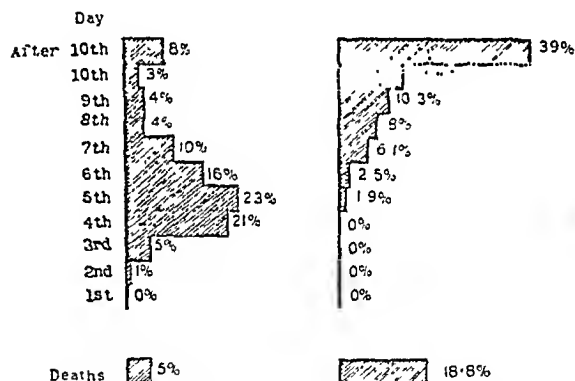 Day
After 10th 8% 39%
10th 3%
9th 4% 10 3%
8th 4%
7th 10% 6 1%
6th 16% 2 5%
5th 23% 1 9%
4th 21% 0%
3rd 5% 0%
2nd 1% 0%
1st 0% 0%
Deaths 5% 18·8%